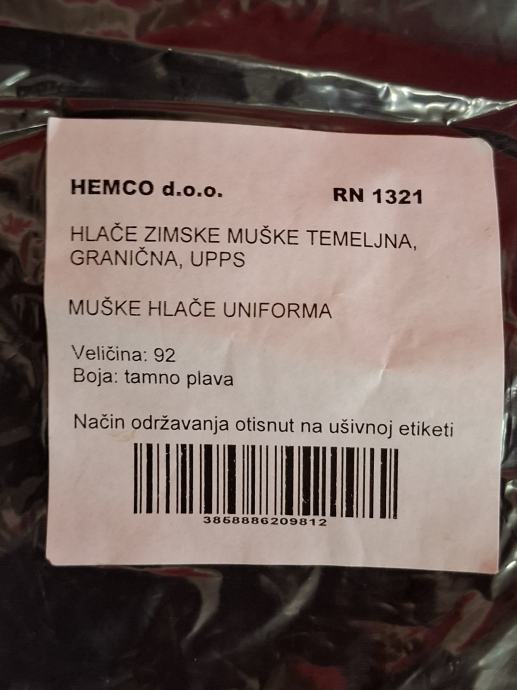 HEMCO d.o.o. RN 1321
HLAČE ZIMSKE MUŠKE TEMELJNA,
GRANIČNA, UPPS
MUŠKE HLAČE UNIFORMA
Veličina: 92
Boja: tamno plava
Način održavanja otisnut na ušivnoj etiketi
3858886209812